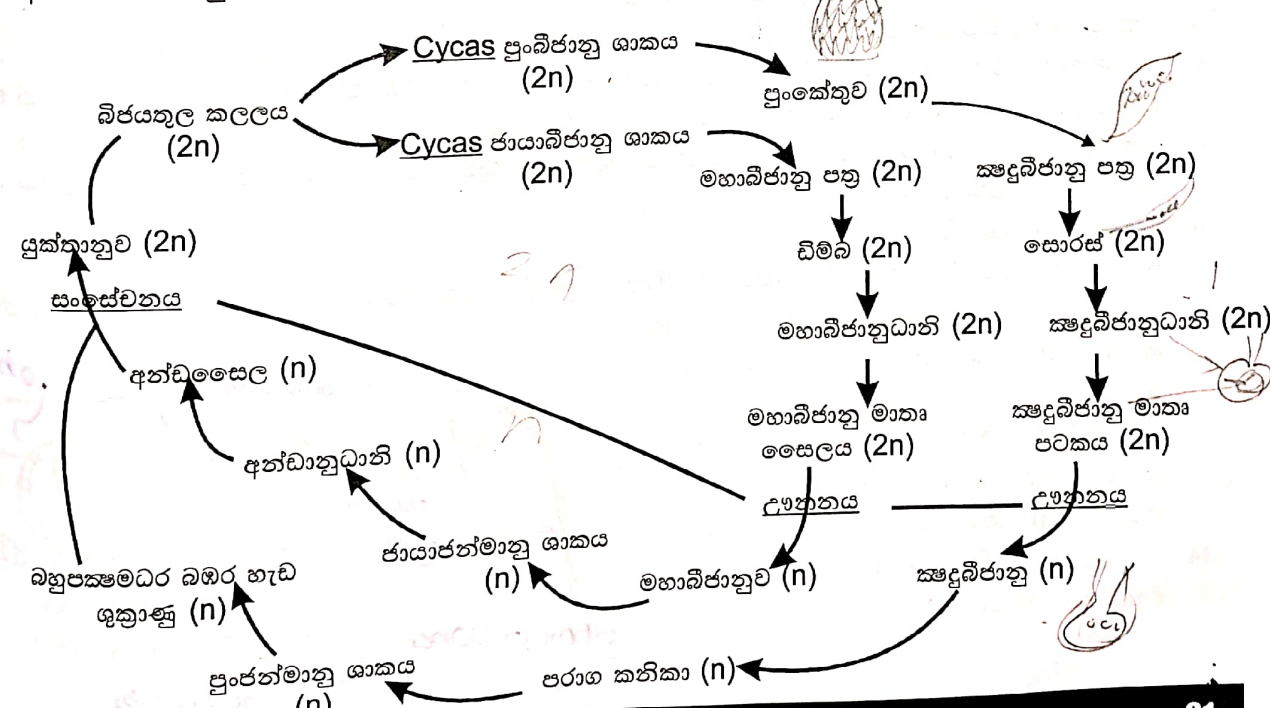 Cycas පුංබීජානු ශාකය
(2n)
පුංකේතුව (2n)
බීජයතුල කලලය
(2n)
Cycas ජායාබීජානු ශාකය
(2n)
මහාබීජානු පත්‍ර (2n)
ක්ෂුද්‍රබීජානු පත්‍ර (2n)
යුක්තානුව (2n)
ඩිම්බ (2n)
සොරස් (2n)
සංසේචනය
මහාබීජානුධානි (2n)
ක්ෂුද්‍රබීජානුධානි (2n)
අන්ඩසෛල (n)
මහාබීජානු මාතෘ
සෛලය (2n)
ක්ෂුද්‍රබීජානු මාතෘ
පටකය (2n)
අන්ඩානුධානි (n)
ඌනනය
ඌනනය
ජායාජන්මානු ශාකය
(n)
මහාබීජානුව (n)
ක්ෂුද්‍රබීජානු (n)
බහුපක්ෂමධර බඹර හැඩ
ශුක්‍රාණු (n)
පුංජන්මානු ශාකය
(n)
පරාග කනිකා (n)